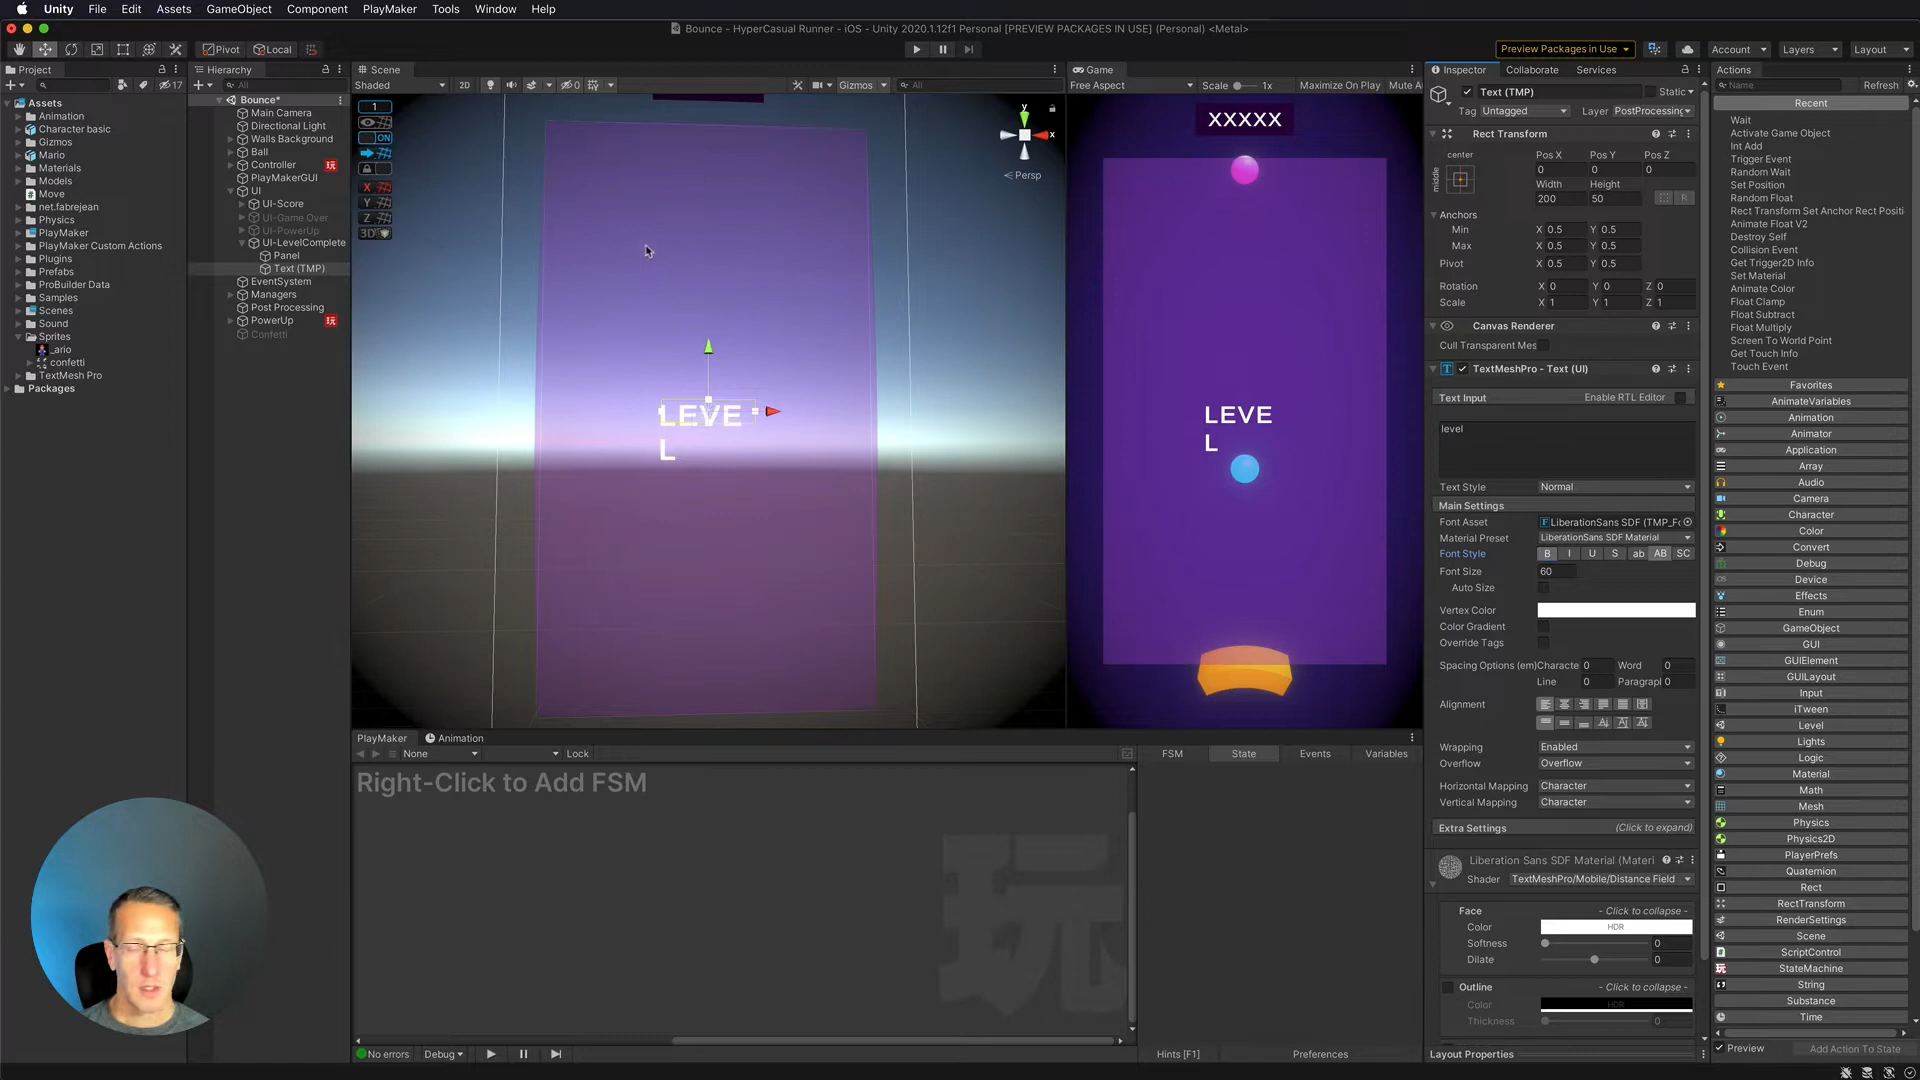 Unity File Edit Assets GameObject Component PlayMaker Tools Window Help
Bounce - HyperCasual Runner - iOS - Unity 2020.1.12f1 Personal [PREVIEW PACKAGES IN USE] (Personal) <Metal>
Pivot Local Preview Packages in Use Account Layers Layout
Project
17
Assets
Animation
Character basic
Gizmos
Mario
Materials
Models
Move
net.fabrejean
Physics
PlayMaker
PlayMaker Custom Actions
Plugins
Prefabs
ProBuilder Data
Samples
Scenes
Sound
Sprites
_ario
confetti
TextMesh Pro
Packages
Hierarchy
All
Bounce*
Main Camera
Directional Light
Walls Background
Ball
Controller
PlayMakerGUI
UI
UI-Score
UI-Game Over
UI-PowerUp
UI-LevelComplete
Panel
Text (TMP)
EventSystem
Managers
Post Processing
PowerUp
Confetti
Scene
Shaded 2D 0 Gizmos All
1
ON
X
Y
Z
3D
y
x
Persp
LEVE
L
Game
Free Aspect Scale 1x Maximize On Play Mute Au
XXXXX
LEVE
L
PlayMaker Animation
None Lock
Right-Click to Add FSM
玩
FSM State Events Variables
No errors Debug
Hints [F1] Preferences
Inspector Collaborate Services
Text (TMP) Static
Tag Untagged Layer PostProcessing
Rect Transform
center
middle
Pos X Pos Y Pos Z
0 0 0
Width Height
200 50
R
Anchors
Min X 0.5 Y 0.5
Max X 0.5 Y 0.5
Pivot X 0.5 Y 0.5
Rotation X 0 Y 0 Z 0
Scale X 1 Y 1 Z 1
Canvas Renderer
Cull Transparent Mes
TextMeshPro - Text (UI)
Text Input Enable RTL Editor
level
Text Style Normal
Main Settings
Font Asset LiberationSans SDF (TMP_Fo
Material Preset LiberationSans SDF Material
Font Style B I U S ab AB SC
Font Size 60
Auto Size
Vertex Color
Color Gradient
Override Tags
Spacing Options (em) Characte 0 Word 0
Line 0 Paragrapl 0
Alignment
Wrapping Enabled
Overflow Overflow
Horizontal Mapping Character
Vertical Mapping Character
Extra Settings (Click to expand)
Liberation Sans SDF Material (Materi
Shader TextMeshPro/Mobile/Distance Field
Face - Click to collapse -
Color HDR
Softness 0
Dilate 0
Outline - Click to collapse -
Color HDR
Thickness 0
Layout Properties
Actions
Name Refresh
Recent
Wait
Activate Game Object
Int Add
Trigger Event
Random Wait
Set Position
Random Float
Rect Transform Set Anchor Rect Positi
Animate Float V2
Destroy Self
Collision Event
Get Trigger2D Info
Set Material
Animate Color
Float Clamp
Float Subtract
Float Multiply
Screen To World Point
Get Touch Info
Touch Event
Favorites
AnimateVariables
Animation
Animator
Application
Array
Audio
Camera
Character
Color
Convert
Debug
Device
Effects
Enum
GameObject
GUI
GUIElement
GUILayout
Input
iTween
Level
Lights
Logic
Material
Math
Mesh
Physics
Physics2D
PlayerPrefs
Quaternion
Rect
RectTransform
RenderSettings
Scene
ScriptControl
StateMachine
String
Substance
Time
Preview Add Action To State